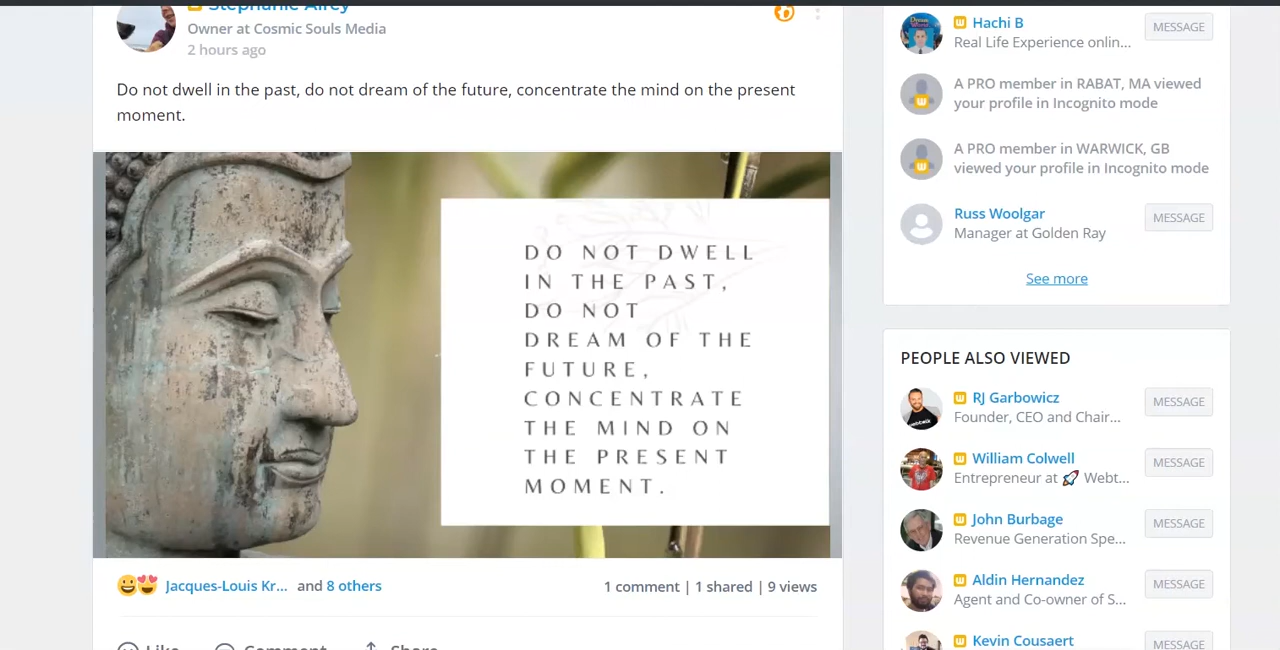 Stephanie Airey
Owner at Cosmic Souls Media
2 hours ago
Do not dwell in the past, do not dream of the future, concentrate the mind on the present
moment.
DO NOT DWELL
IN THE PAST,
DO NOT
DREAM OF THE
FUTURE,
CONCENTRATE
THE MIND ON
THE PRESENT
MOMENT.
Jacques-Louis Kr... and 8 others
1 comment | 1 shared | 9 views
Like Comment Share
Hachi B
MESSAGE
Real Life Experience onlin...
A PRO member in RABAT, MA viewed
your profile in Incognito mode
A PRO member in WARWICK, GB
viewed your profile in Incognito mode
Russ Woolgar
MESSAGE
Manager at Golden Ray
See more
PEOPLE ALSO VIEWED
RJ Garbowicz
MESSAGE
Founder, CEO and Chair...
William Colwell
MESSAGE
Entrepreneur at 🚀 Webt...
John Burbage
MESSAGE
Revenue Generation Spe...
Aldin Hernandez
MESSAGE
Agent and Co-owner of S...
Kevin Cousaert
MESSAGE